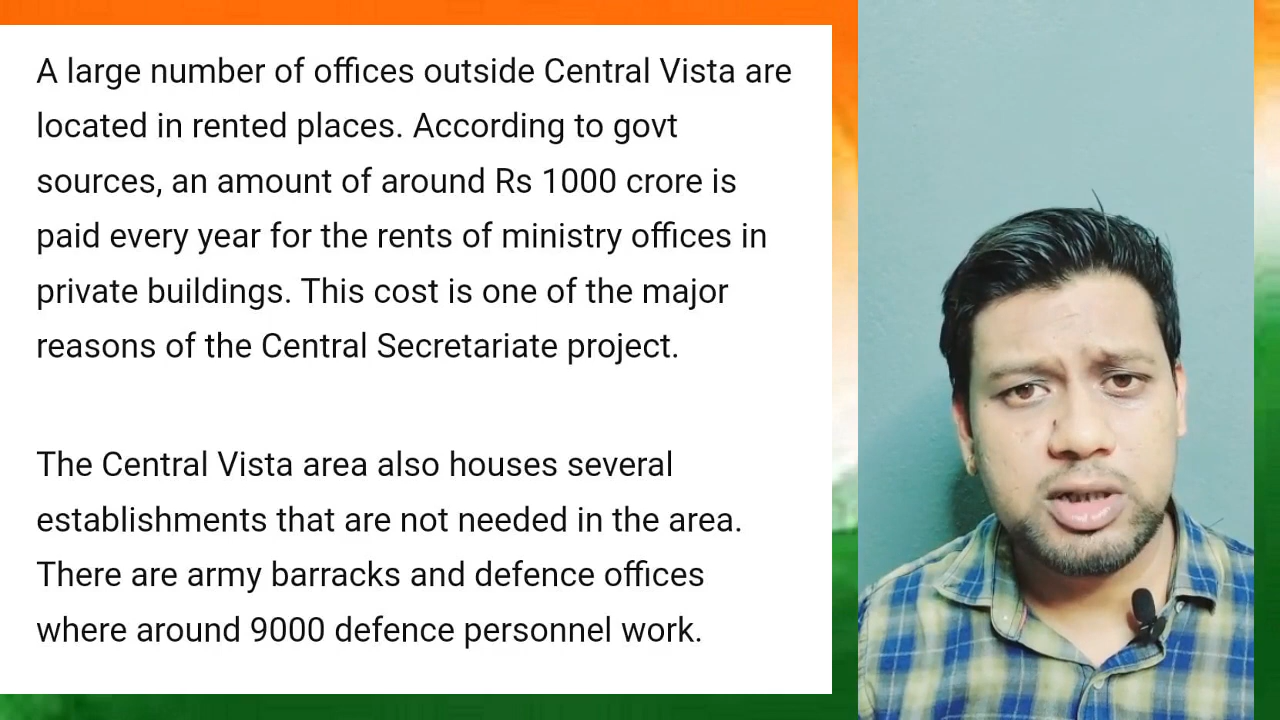 A large number of offices outside Central Vista are
located in rented places. According to govt
sources, an amount of around Rs 1000 crore is
paid every year for the rents of ministry offices in
private buildings. This cost is one of the major
reasons of the Central Secretariate project.
The Central Vista area also houses several
establishments that are not needed in the area.
There are army barracks and defence offices
where around 9000 defence personnel work.